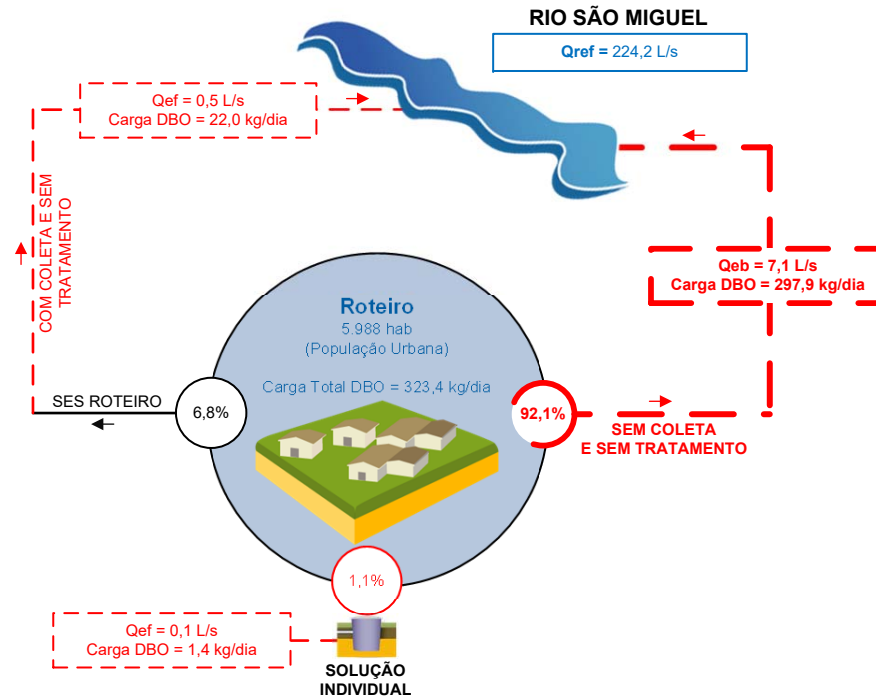 RIO SÃO MIGUEL
Qref = 224,2 L/s
Qef = 0,5 L/s
Carga DBO = 22,0 kg/dia
COM COLETA E SEM
TRATAMENTO
Qeb = 7,1 L/s
Carga DBO = 297,9 kg/dia
Roteiro
5.988 hab
(População Urbana)
Carga Total DBO = 323,4 kg/dia
SES ROTEIRO
6,8%
92,1%
SEM COLETA
E SEM TRATAMENTO
1,1%
Qef = 0,1 L/s
Carga DBO = 1,4 kg/dia
SOLUÇÃO
INDIVIDUAL